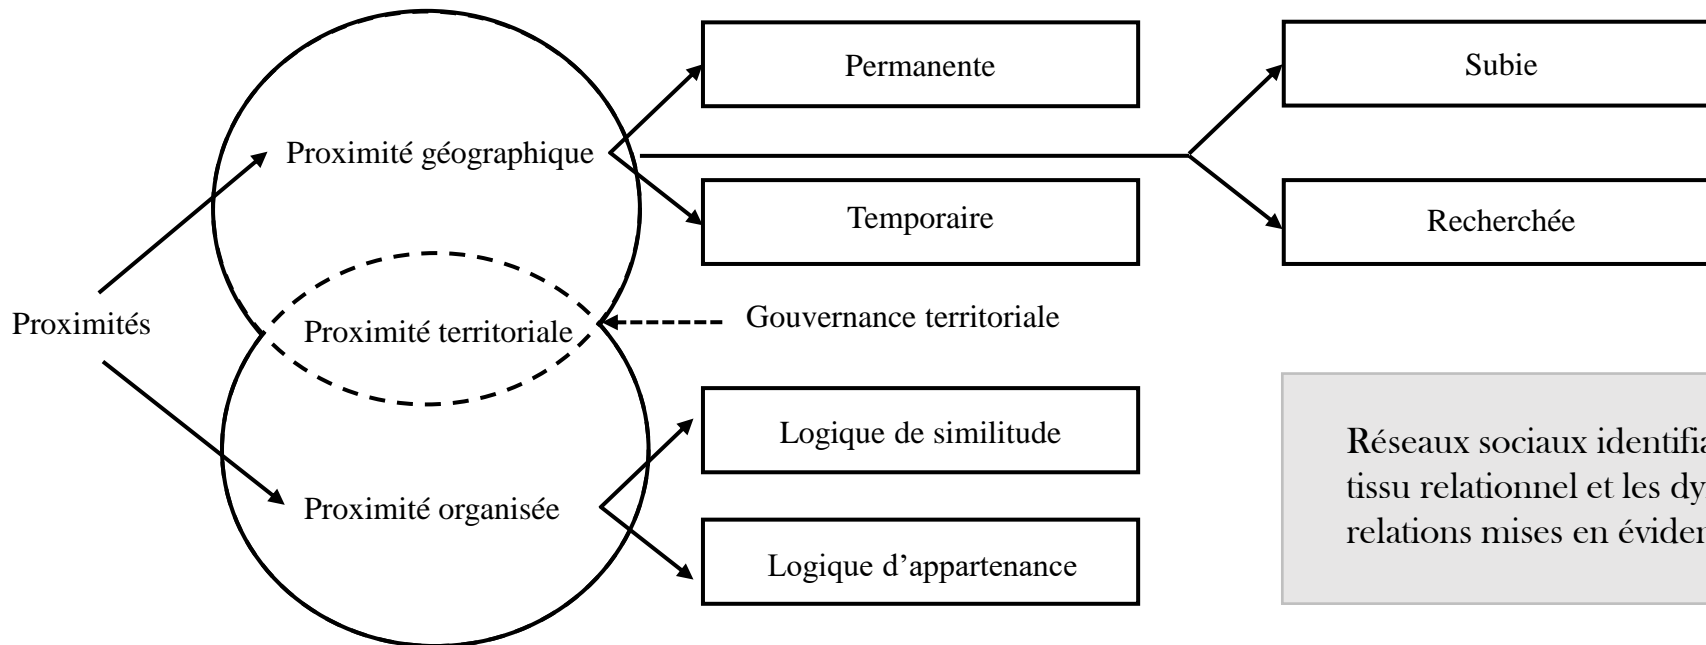 Permanente
Subie
Proximité géographique
Temporaire
Recherchée
Proximités
Proximité territoriale
Gouvernance territoriale
Logique de similitude
Proximité organisée
Logique d’appartenance
Réseaux sociaux
tissu relationnel et les
relations mises en